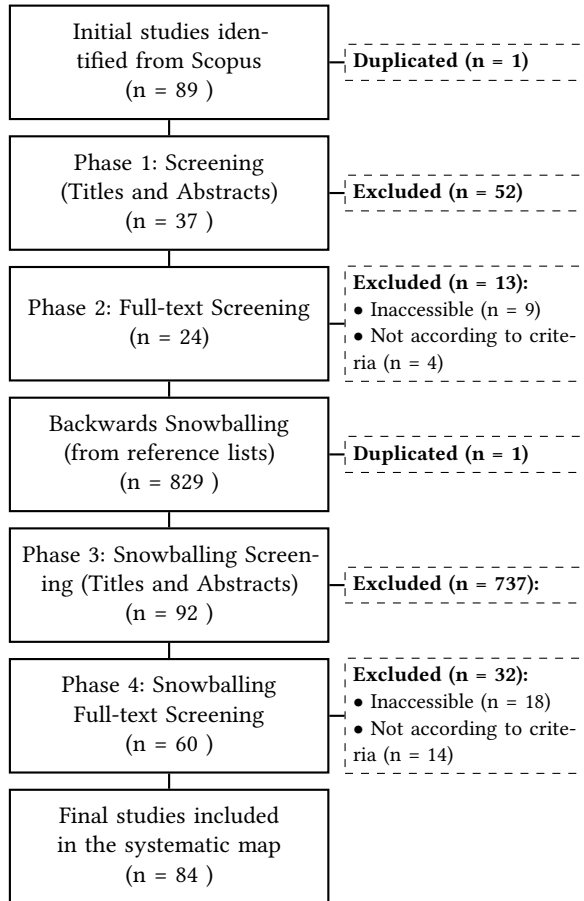 Initial studies iden-
tified from Scopus
(n = 89 )
Duplicated (n = 1)
Phase 1: Screening
(Titles and Abstracts)
(n = 37 )
Excluded (n = 52)
Phase 2: Full-text Screening
(n = 24)
Excluded (n = 13):
• Inaccessible (n = 9)
• Not according to crite-
ria (n = 4)
Backwards Snowballing
(from reference lists)
(n = 829 )
Duplicated (n = 1)
Phase 3: Snowballing Screen-
ing (Titles and Abstracts)
(n = 92 )
Excluded (n = 737):
Phase 4: Snowballing
Full-text Screening
(n = 60 )
Excluded (n = 32):
• Inaccessible (n = 18)
• Not according to crite-
ria (n = 14)
Final studies included
in the systematic map
(n = 84 )